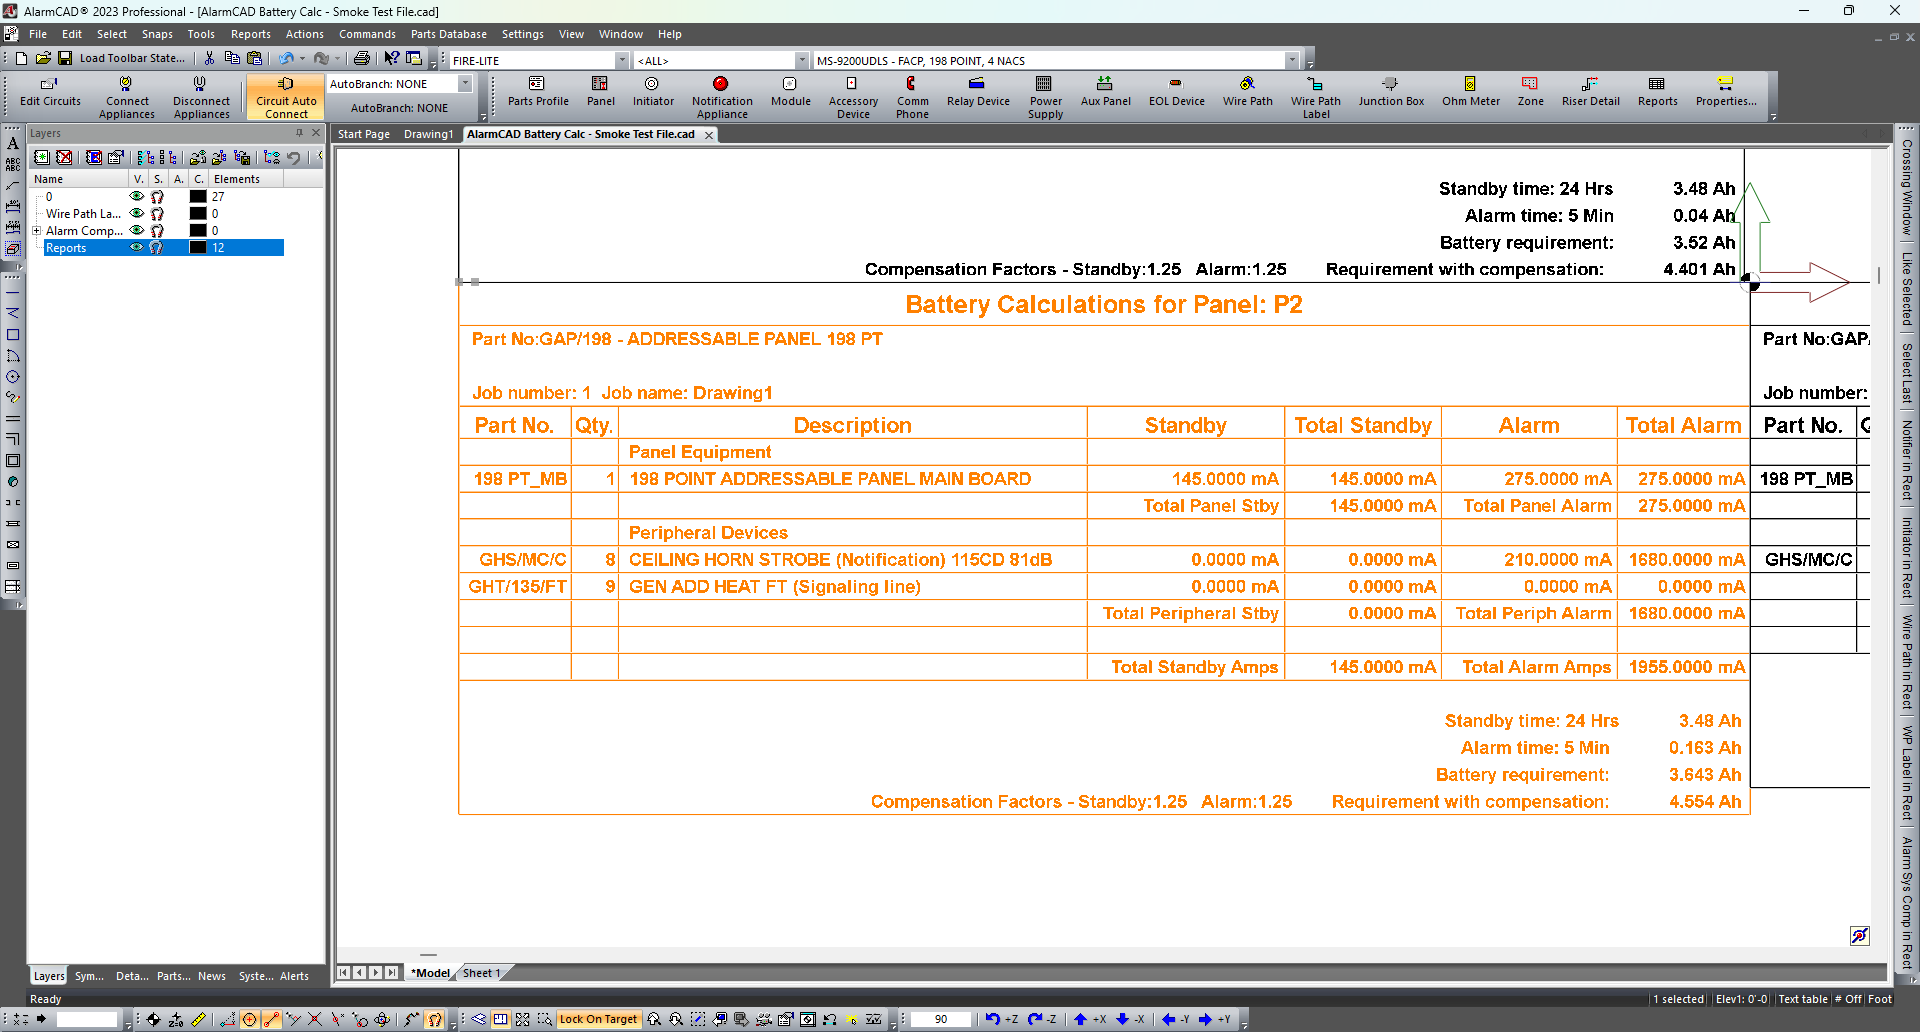 AlarmCAD® 2023 Professional - [AlarmCAD Battery Calc - Smoke Test File.cad]
File Edit Select Snaps Tools Reports Actions Commands Parts Database Settings View Window Help
Load Toolbar State... FIRE-LITE <ALL> MS-9200UDLS - FACP, 198 POINT, 4 NACS
Edit Circuits Connect Appliances Disconnect Appliances Circuit Auto Connect AutoBranch: NONE AutoBranch: NONE Parts Profile Panel Initiator Notification Appliance Module Accessory Device Comm Phone Relay Device Power Supply Aux Panel EOL Device Wire Path Wire Path Label Junction Box Ohm Meter Zone Riser Detail Reports Properties...
Layers
Start Page Drawing1 AlarmCAD Battery Calc - Smoke Test File.cad
Name V. S. A. C. Elements
0 27
Wire Path La... 0
Alarm Comp... 0
Reports 12
Standby time: 24 Hrs 3.48 Ah
Alarm time: 5 Min 0.04 Ah
Battery requirement: 3.52 Ah
Compensation Factors - Standby:1.25 Alarm:1.25 Requirement with compensation: 4.401 Ah
Battery Calculations for Panel: P2
Part No:GAP/198 - ADDRESSABLE PANEL 198 PT Part No:GAP/
Job number: 1 Job name: Drawing1 Job number:
Part No. Qty. Description Standby Total Standby Alarm Total Alarm Part No.
Panel Equipment
198 PT_MB 1 198 POINT ADDRESSABLE PANEL MAIN BOARD 145.0000 mA 145.0000 mA 275.0000 mA 275.0000 mA 198 PT_MB
Total Panel Stby 145.0000 mA Total Panel Alarm 275.0000 mA
Peripheral Devices
GHS/MC/C 8 CEILING HORN STROBE (Notification) 115CD 81dB 0.0000 mA 0.0000 mA 210.0000 mA 1680.0000 mA GHS/MC/C
GHT/135/FT 9 GEN ADD HEAT FT (Signaling line) 0.0000 mA 0.0000 mA 0.0000 mA 0.0000 mA
Total Peripheral Stby 0.0000 mA Total Periph Alarm 1680.0000 mA
Total Standby Amps 145.0000 mA Total Alarm Amps 1955.0000 mA
Standby time: 24 Hrs 3.48 Ah
Alarm time: 5 Min 0.163 Ah
Battery requirement: 3.643 Ah
Compensation Factors - Standby:1.25 Alarm:1.25 Requirement with compensation: 4.554 Ah
Crossing Window
Like Selected
Select Last
Notifier in Rect
Initiator in Rect
Wire Path in Rect
WP Label in Rect
Alarm Sys Comp in Rect
Layers Sym... Deta... Parts... News Syste... Alerts
*Model Sheet 1
Ready 1 selected Elev1: 0'-0 Text table # Off Foot
Lock On Target 90 +Z -Z +X -X -Y +Y